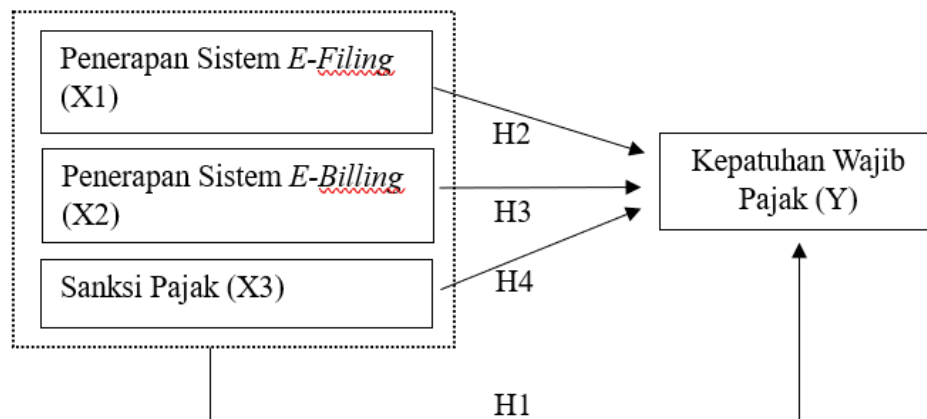 Penerapan Sistem E-Filing
(X1)
H2
Penerapan Sistem E-Billing
(X2)
H3
Sanksi Pajak (X3)
H4
Kepatuhan Wajib
Pajak (Y)
H1